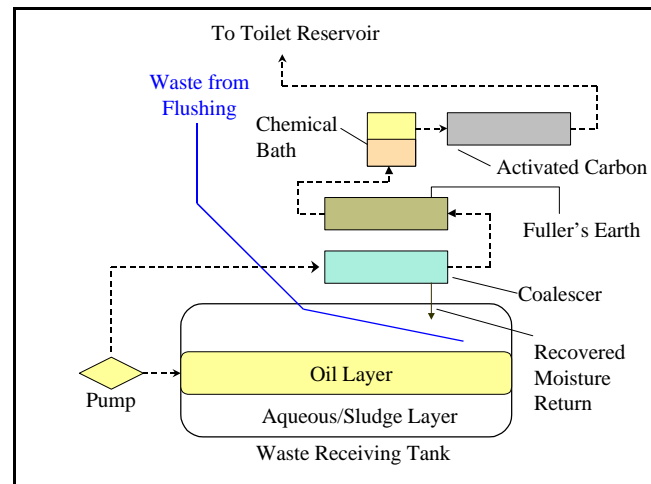 To Toilet Reservoir
Waste from
Flushing
Chemical
Bath
Activated Carbon
Fuller's Earth
Coalescer
Recovered
Moisture
Return
Oil Layer
Pump
Aqueous/Sludge Layer
Waste Receiving Tank